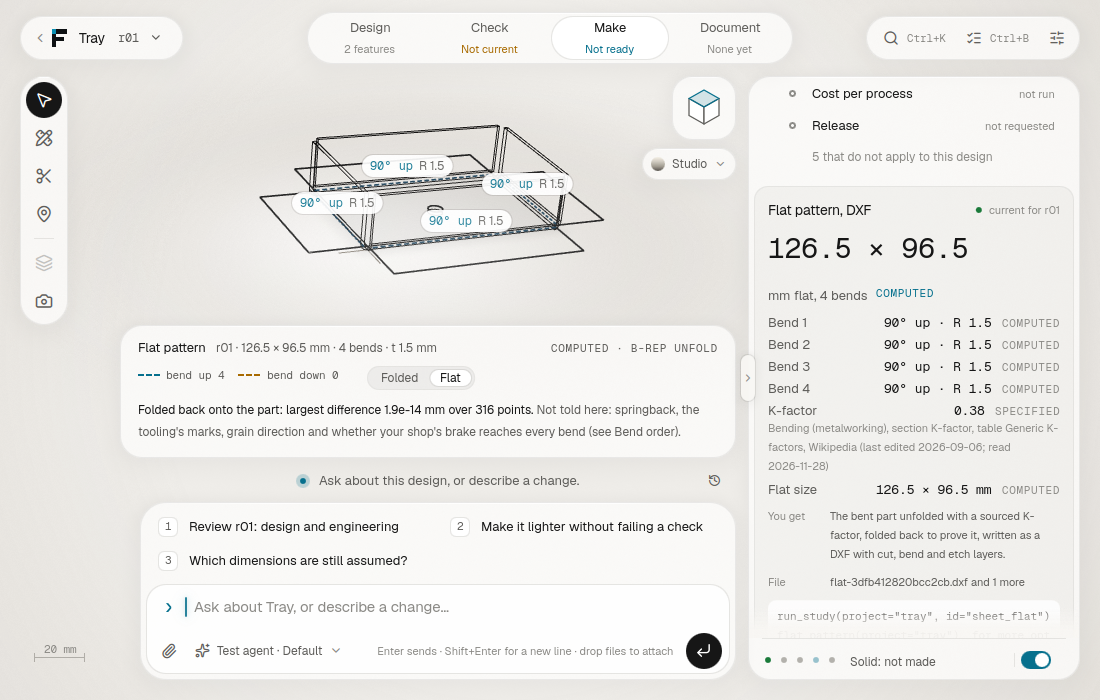 Tray r01
Design
2 features
Check
Not current
Make
Not ready
Document
None yet
Ctrl+K
Ctrl+B
Studio
90° up R 1.5
90° up R 1.5
90° up R 1.5
90° up R 1.5
20 mm
Flat pattern r01 · 126.5 × 96.5 mm · 4 bends · t 1.5 mm
COMPUTED · B-REP UNFOLD
bend up 4 bend down 0
Folded Flat
Folded back onto the part: largest difference 1.9e-14 mm over 316 points. Not told here: springback, the
tooling's marks, grain direction and whether your shop's brake reaches every bend (see Bend order).
Ask about this design, or describe a change.
1 Review r01: design and engineering
2 Make it lighter without failing a check
3 Which dimensions are still assumed?
Ask about Tray, or describe a change...
Test agent · Default
Enter sends · Shift+Enter for a new line · drop files to attach
Cost per process not run
Release not requested
5 that do not apply to this design
Flat pattern, DXF current for r01
126.5 × 96.5
mm flat, 4 bends COMPUTED
Bend 1 90° up · R 1.5 COMPUTED
Bend 2 90° up · R 1.5 COMPUTED
Bend 3 90° up · R 1.5 COMPUTED
Bend 4 90° up · R 1.5 COMPUTED
K-factor 0.38 SPECIFIED
Bending (metalworking), section K-factor, table Generic K-
factors, Wikipedia (last edited 2026-09-06; read
2026-11-28)
Flat size 126.5 × 96.5 mm COMPUTED
You get The bent part unfolded with a sourced K-
factor, folded back to prove it, written as a
DXF with cut, bend and etch layers.
File flat-3dfb412820bcc2cb.dxf and 1 more
run_study(project="tray", id="sheet_flat")
Solid: not made